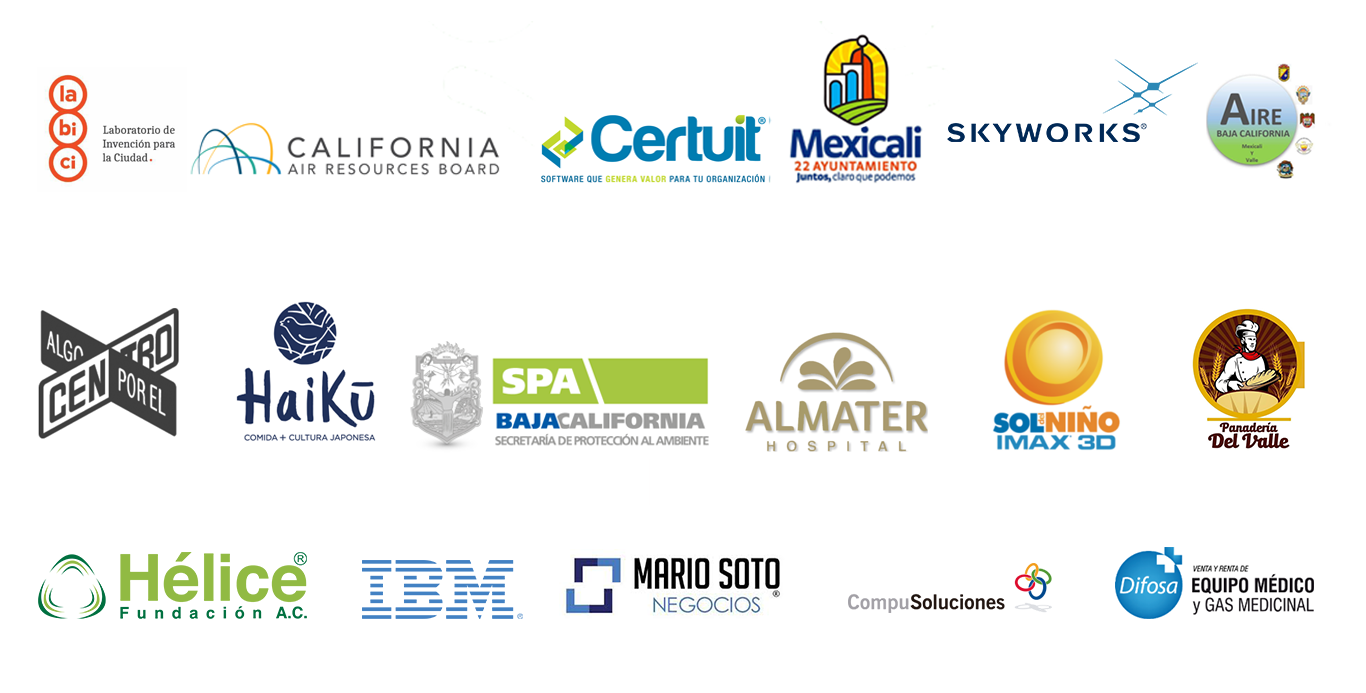 la
bi
ci
Laboratorio de
Invención para
la Ciudad.
CALIFORNIA
AIR RESOURCES BOARD
Certuit®
SOFTWARE QUE GENERA VALOR PARA TU ORGANIZACIÓN
Mexicali
22 AYUNTAMIENTO
Juntos, claro que podemos
SKYWORKS®
AIRE
BAJA CALIFORNIA
Mexicali
Y
Valle
ALGO
CENTRO
POR EL
HaiKū
COMIDA + CULTURA JAPONESA
SPA
BAJACALIFORNIA
SECRETARÍA DE PROTECCIÓN AL AMBIENTE
ALMATER
HOSPITAL
SOL del NIÑO
IMAX 3D
Panadería
Del Valle
Hélice®
Fundación A.C.
IBM®
MARIO SOTO®
NEGOCIOS
CompuSoluciones
Difosa
VENTA Y RENTA DE
EQUIPO MÉDICO
y GAS MEDICINAL